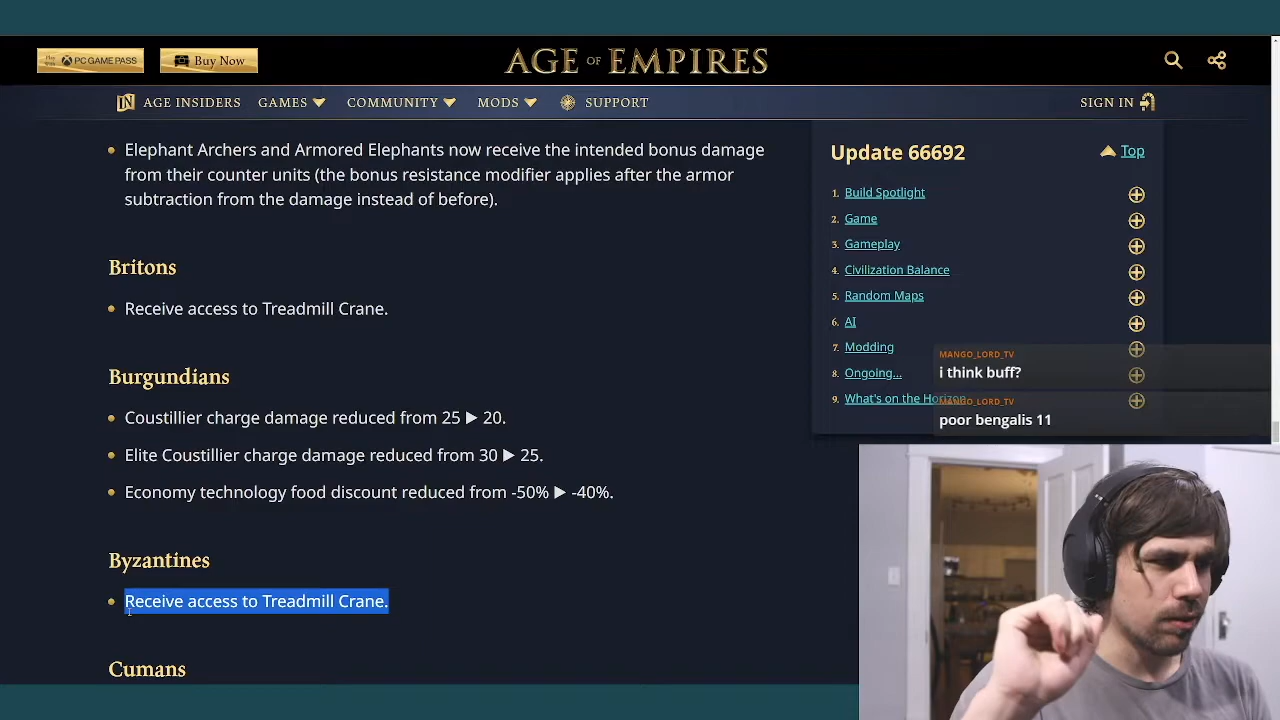 PC GAME PASS
Buy Now
AGE OF EMPIRES
AGE INSIDERS
GAMES
COMMUNITY
MODS
SUPPORT
SIGN IN
Elephant Archers and Armored Elephants now receive the intended bonus damage
from their counter units (the bonus resistance modifier applies after the armor
subtraction from the damage instead of before).
Britons
Receive access to Treadmill Crane.
Burgundians
Coustillier charge damage reduced from 25 ► 20.
Elite Coustillier charge damage reduced from 30 ► 25.
Economy technology food discount reduced from -50% ► -40%.
Byzantines
Receive access to Treadmill Crane.
Cumans
Update 66692
Top
1. Build Spotlight
2. Game
3. Gameplay
4. Civilization Balance
5. Random Maps
6. AI
7. Modding
8. Ongoing...
9. What's on the Horizon
MANGO_LORD_TV
i think buff?
MANGO_LORD_TV
poor bengalis 11